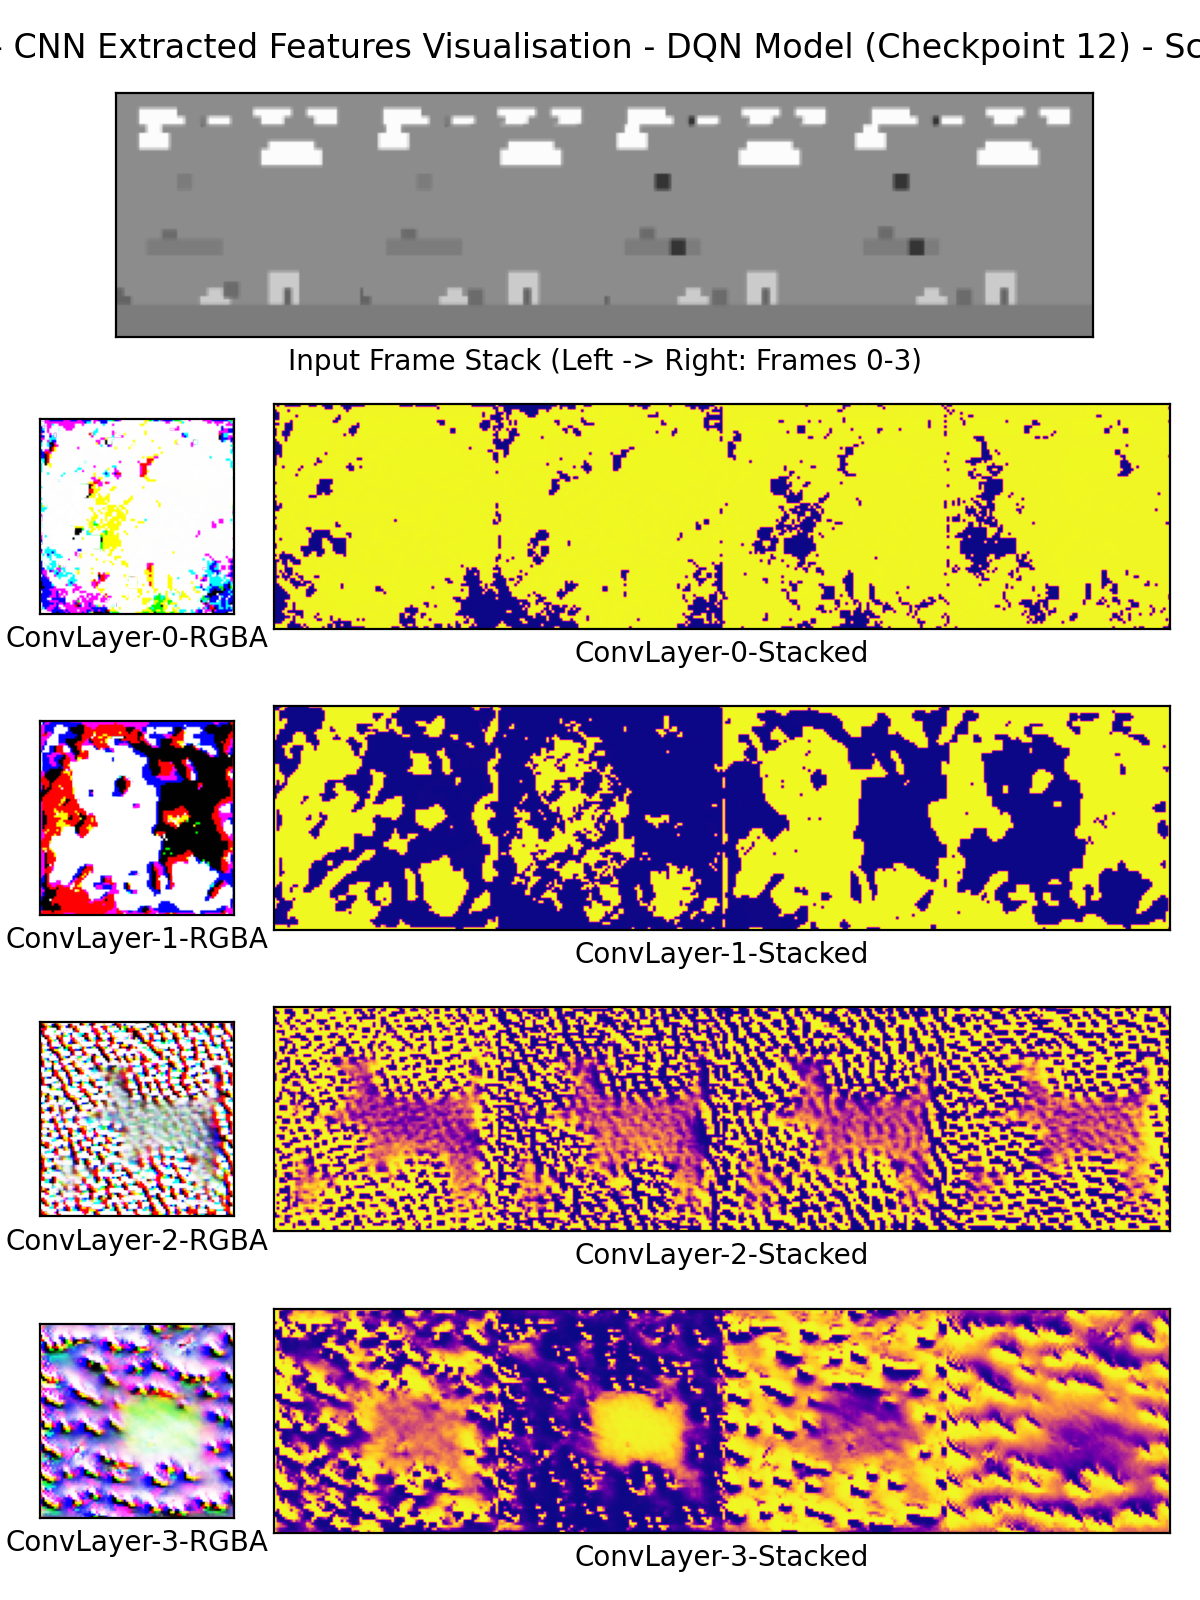 - CNN Extracted Features Visualisation - DQN Model (Checkpoint 12) - Sc
Input Frame Stack (Left -> Right: Frames 0-3)
ConvLayer-0-RGBA
ConvLayer-0-Stacked
ConvLayer-1-RGBA
ConvLayer-1-Stacked
ConvLayer-2-RGBA
ConvLayer-2-Stacked
ConvLayer-3-RGBA
ConvLayer-3-Stacked